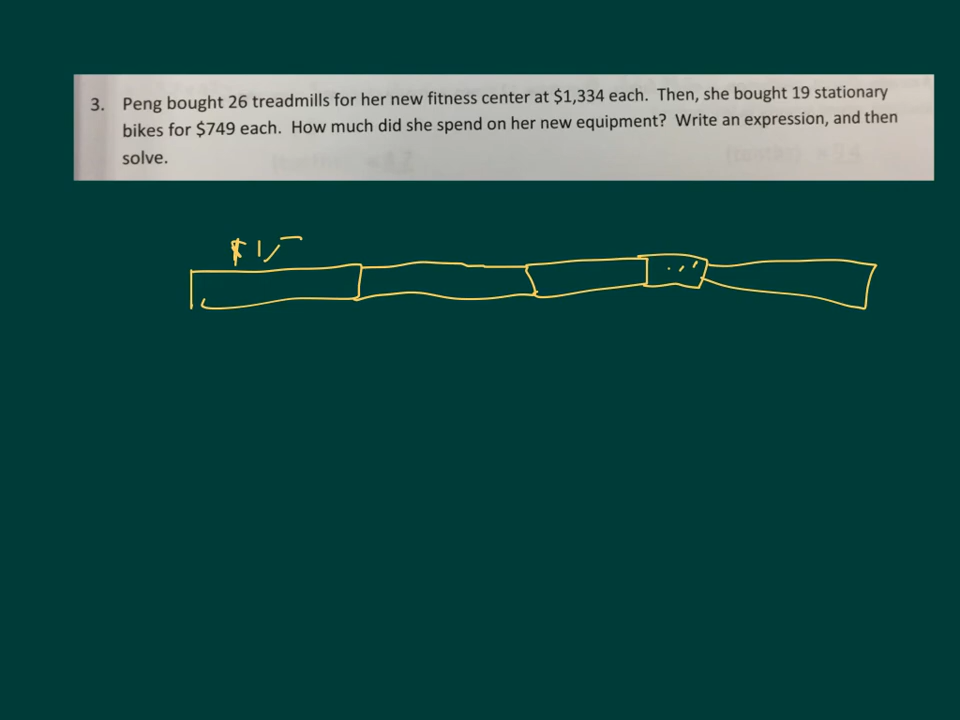 3. Peng bought 26 treadmills for her new fitness center at $1,334 each. Then, she bought 19 stationary
bikes for $749 each. How much did she spend on her new equipment? Write an expression, and then
solve.
$1,